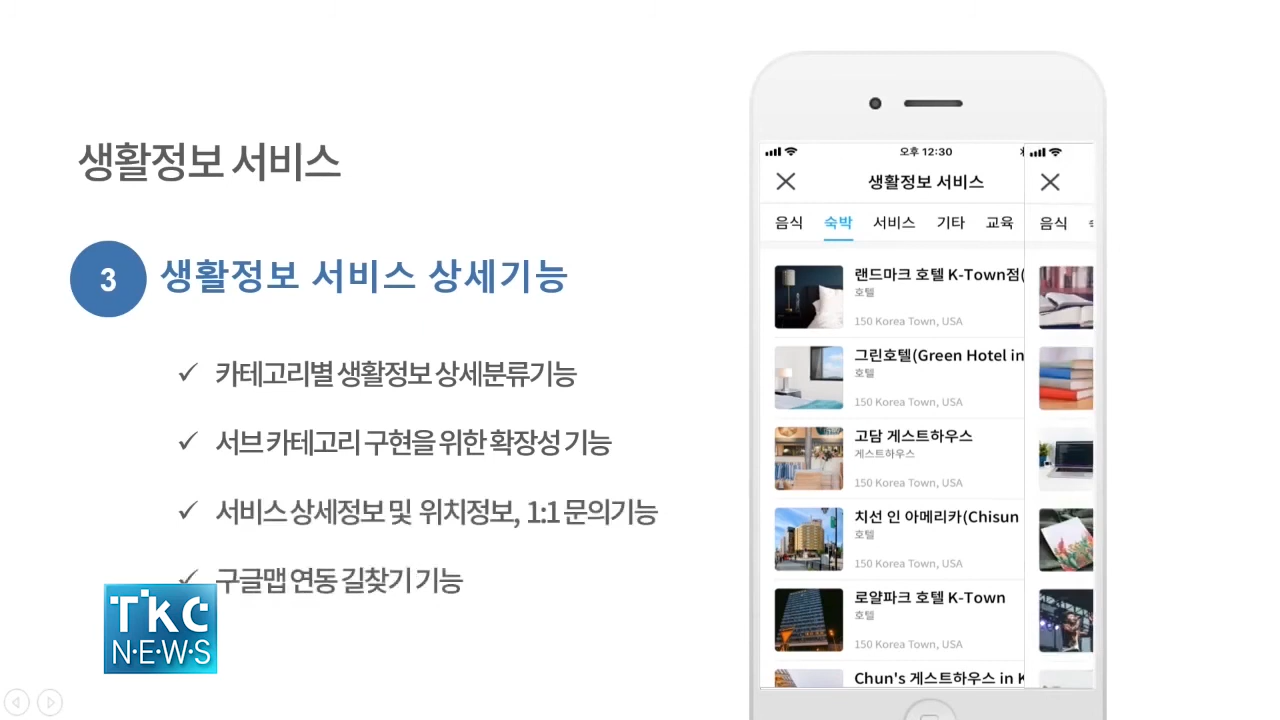 생활정보 서비스
3
생활정보 서비스 상세기능
카테고리별 생활정보 상세분류기능
서브 카테고리 구현을 위한 확장성 기능
서비스 상세정보 및 위치정보, 1:1 문의기능
구글맵 연동 길찾기 기능
TKC
N·E·W·S
오후 12:30
생활정보 서비스
음식 숙박 서비스 기타 교육 음식
랜드마크 호텔 K-Town점(
호텔
150 Korea Town, USA
그린호텔(Green Hotel in
호텔
150 Korea Town, USA
고담 게스트하우스
게스트하우스
150 Korea Town, USA
치선 인 아메리카(Chisun
호텔
150 Korea Town, USA
로얄파크 호텔 K-Town
호텔
150 Korea Town, USA
Chun's 게스트하우스 in K